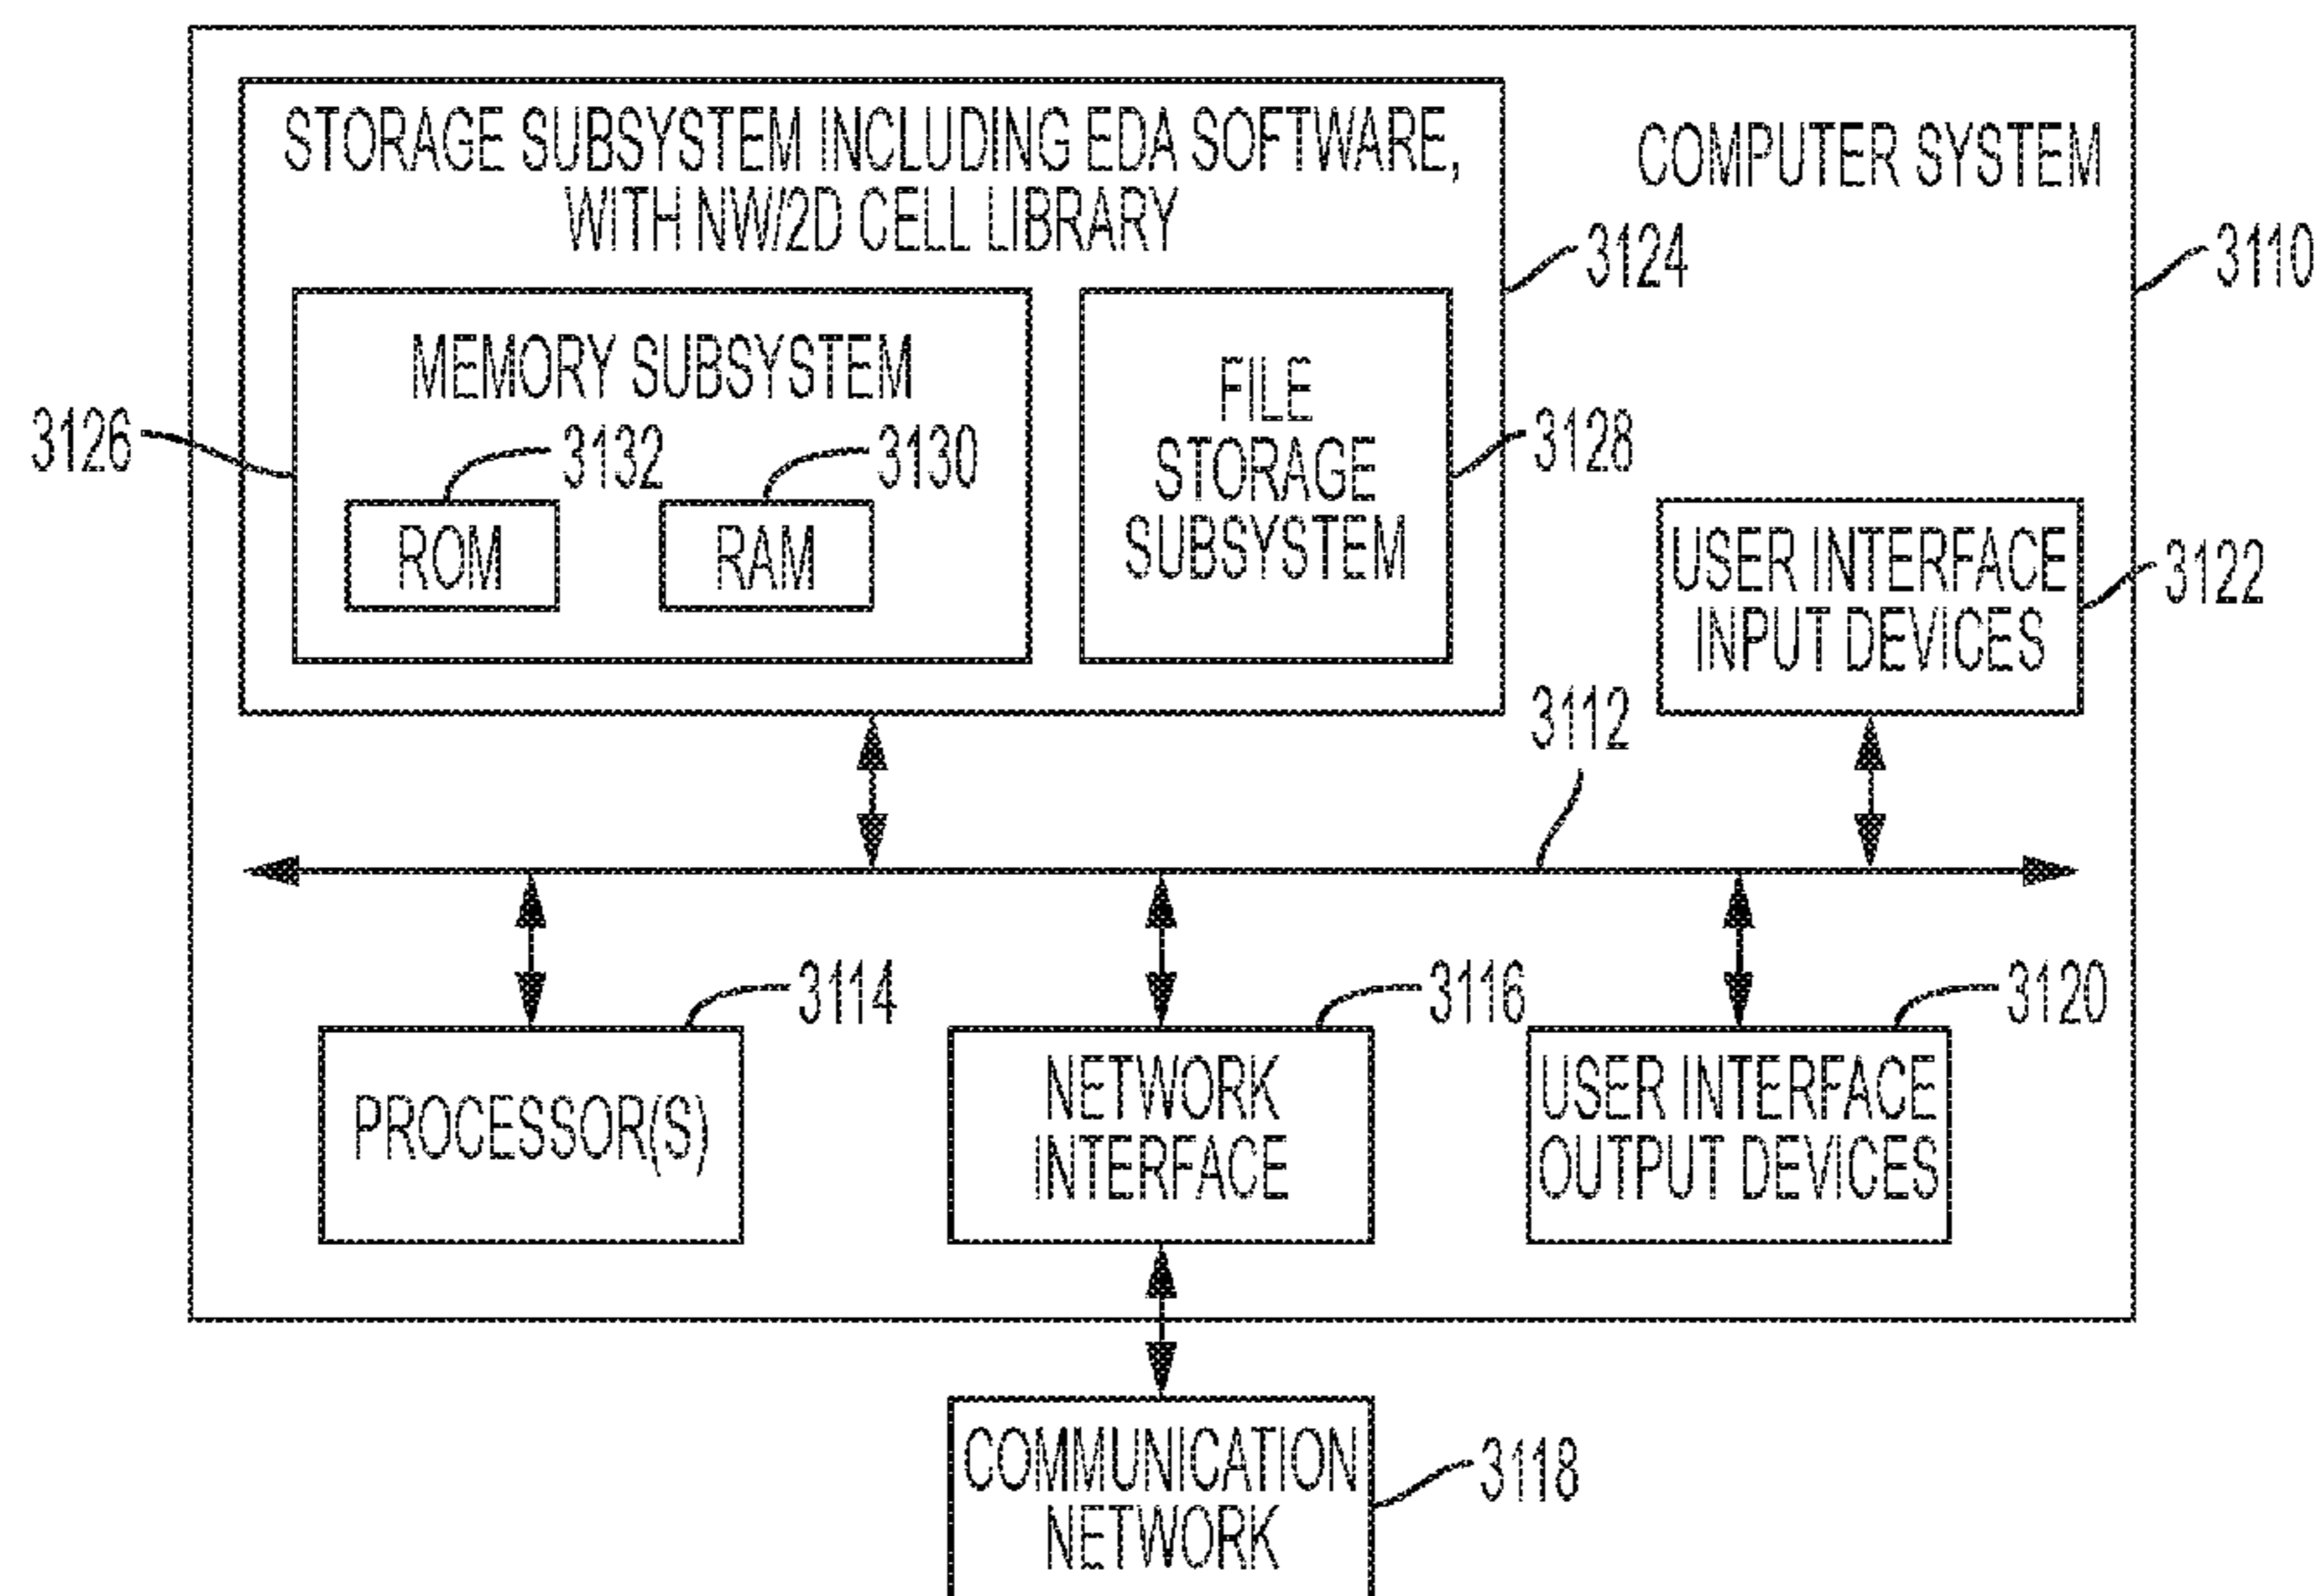 STORAGE SUBSYSTEM INCLUDING EDA SOFTWARE,
WITH NW/2D CELL LIBRARY
COMPUTER SYSTEM
3124
3110
MEMORY SUBSYSTEM
3126
3132
3130
ROM
RAM
FILE
STORAGE
SUBSYSTEM
3128
USER INTERFACE
INPUT DEVICES
3122
3112
3114
3116
3120
PROCESSOR(S)
NETWORK
INTERFACE
USER INTERFACE
OUTPUT DEVICES
COMMUNICATION
NETWORK
3118